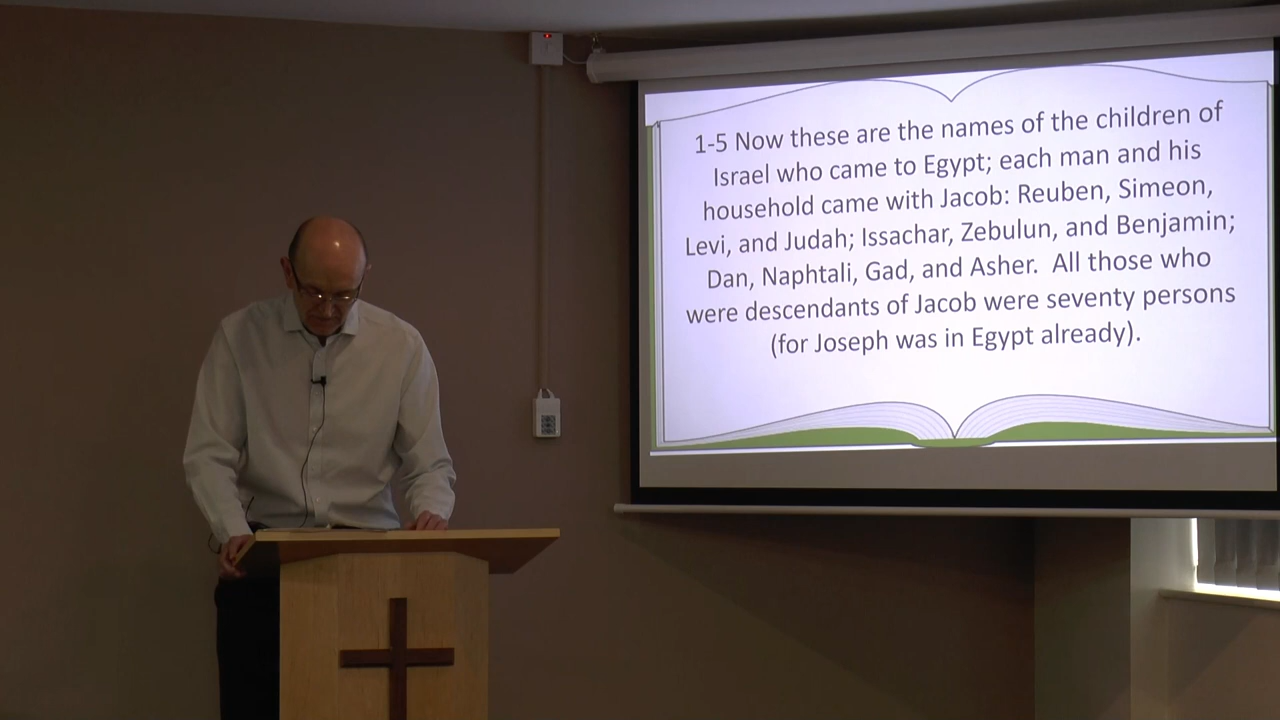 1-5 Now these are the names of the children of
Israel who came to Egypt; each man and his
household came with Jacob: Reuben, Simeon,
Levi, and Judah; Issachar, Zebulun, and Benjamin;
Dan, Naphtali, Gad, and Asher.  All those who
were descendants of Jacob were seventy persons
(for Joseph was in Egypt already).